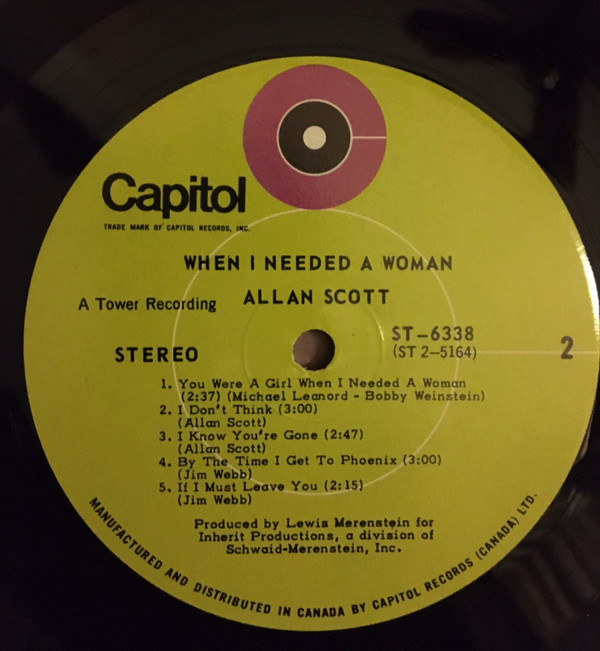 Capitol
TRADE MARK OF CAPITOL RECORDS, INC.
WHEN I NEEDED A WOMAN
A Tower Recording
ALLAN SCOTT
STEREO
ST-6338
(ST 2-5164)
2
1. You Were A Girl When I Needed A Woman
(2:37) (Michael Leanord - Bobby Weinstein)
2. I Don't Think (3:00)
(Allan Scott)
3. I Know You're Gone (2:47)
(Allan Scott)
4. By The Time I Get To Phoenix (3:00)
(Jim Webb)
5. If I Must Leave You (2:15)
(Jim Webb)
Produced by Lewis Merenstein for
Inherit Productions, a division of
Schwaid-Merenstein, Inc.
MANUFACTURED AND DISTRIBUTED IN CANADA BY CAPITOL RECORDS (CANADA) LTD.